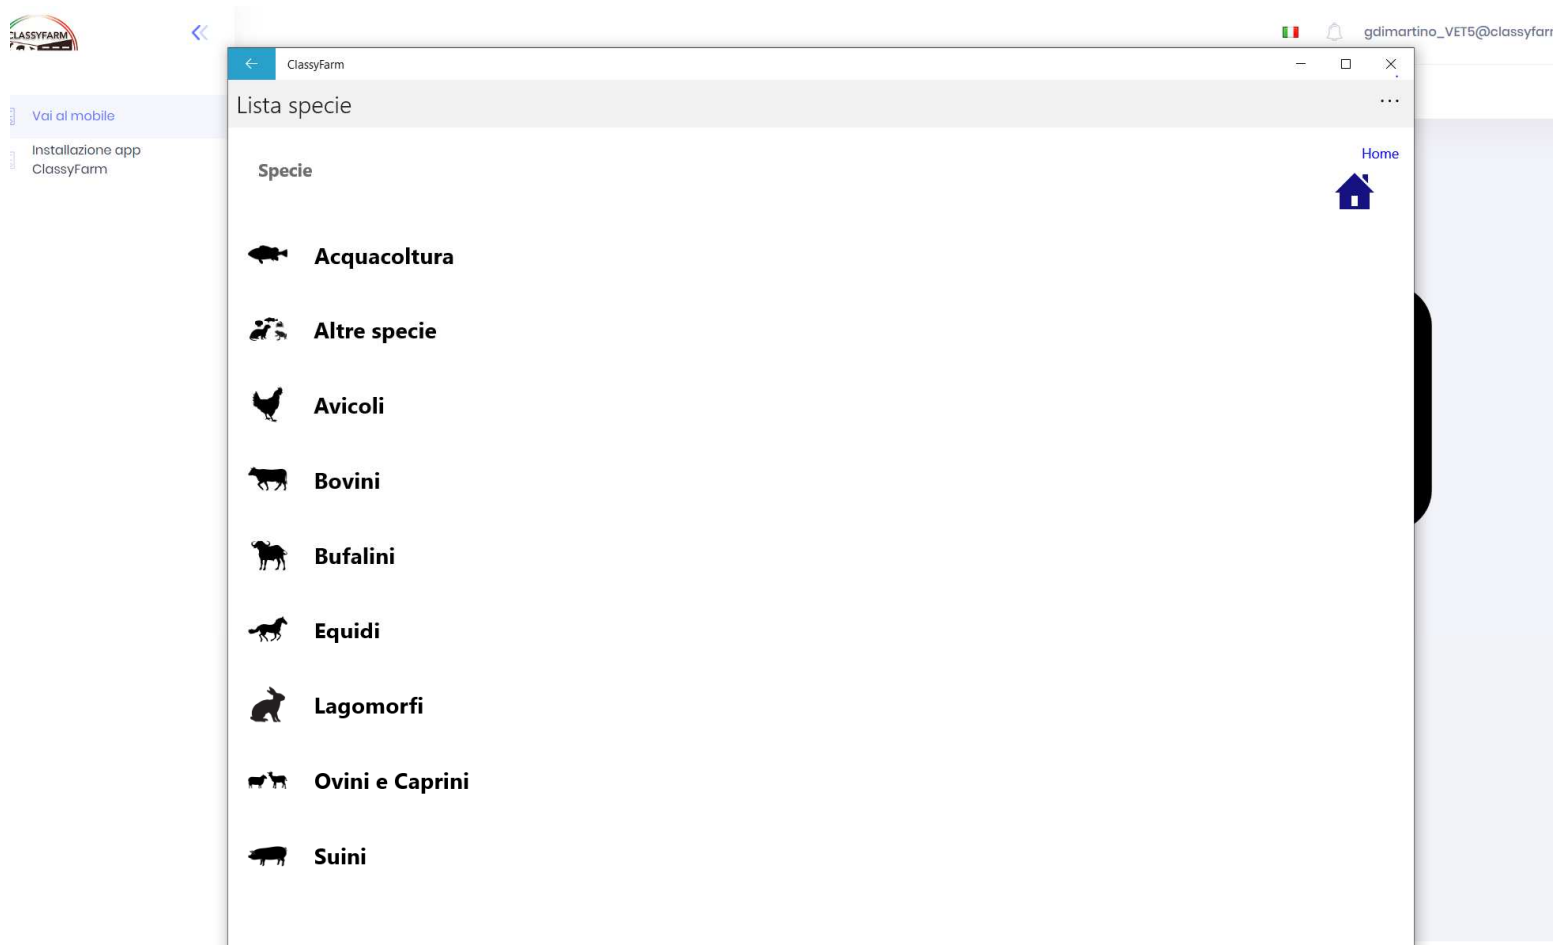 CLASSYFARM
gdimartino_VET5@classyfarm
ClassyFarm
Lista specie
Vai al mobile
Installazione app
ClassyFarm
Home
Specie
Acquacoltura
Altre specie
Avicoli
Bovini
Bufalini
Equidi
Lagomorfi
Ovini e Caprini
Suini